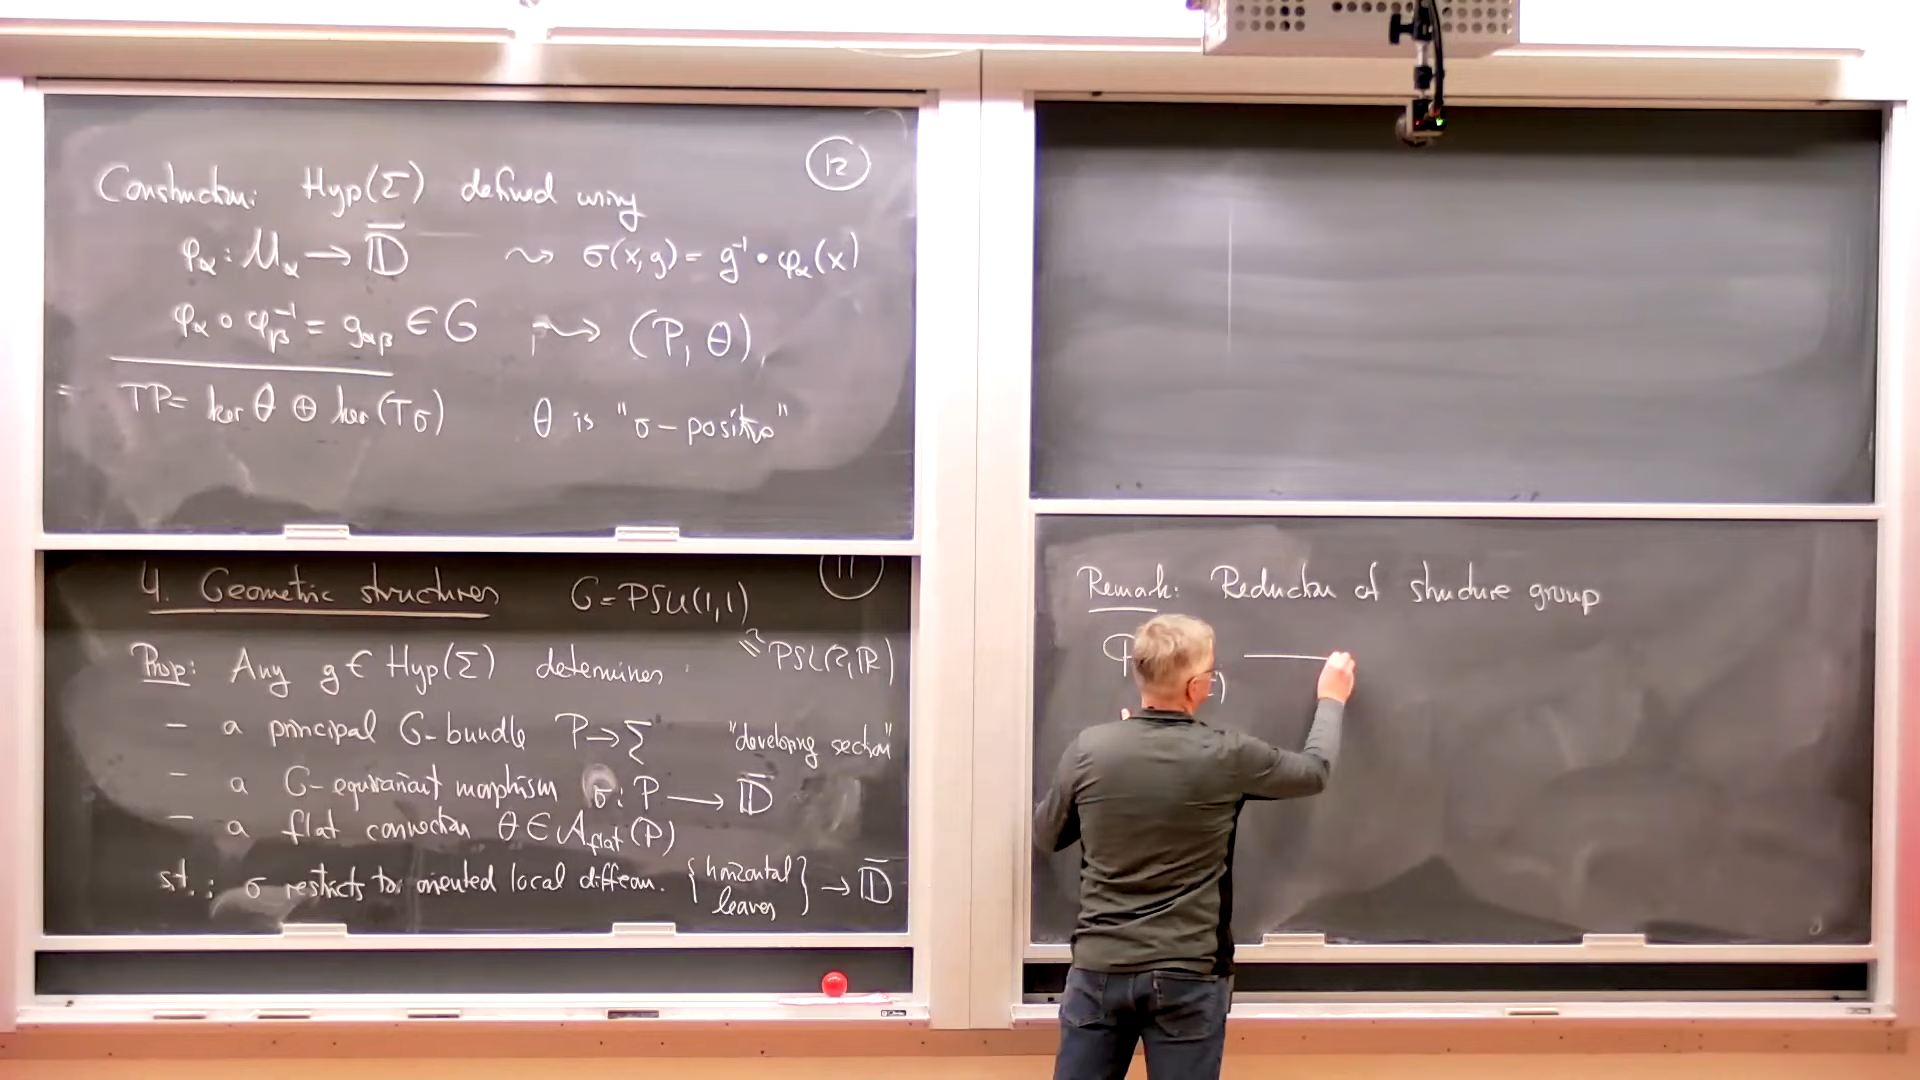 12
Construction: Hyp(Σ) defined using
φ_α : U_α → 𝔻̄ ⇝ σ(x,g) = g⁻¹ • φ_α(x)
φ_α ∘ φ_β⁻¹ = g_αβ ∈ G ⇝ (P, θ),
TP = ker θ ⊕ ker(Tσ) θ is "σ-positive"
11
4. Geometric structures G = PSU(1,1)
≅ PSL(2,ℝ)
Prop: Any g ∈ Hyp(Σ) determines:
- a principal G-bundle P → Σ "developing section"
- a G-equivariant morphism σ : P → 𝔻̄
- a flat connection θ ∈ A_flat(P)
st.: σ restricts to oriented local diffeom. {horizontal leaves} → 𝔻̄
Remark: Reduction of structure group